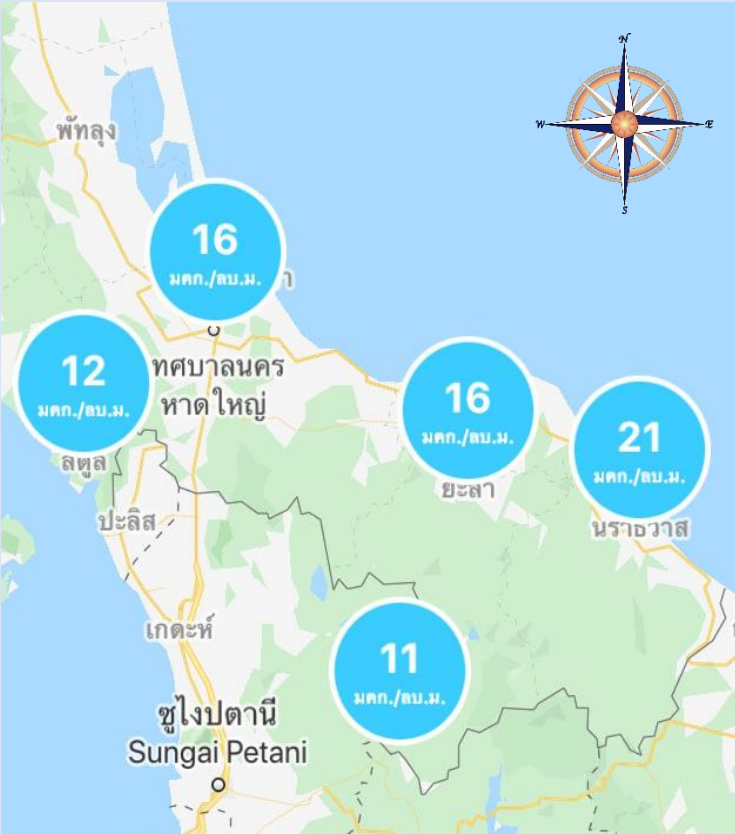 N
W
E
S
พัทลุง
16
มคก./ลบ.ม.
า
12
มคก./ลบ.ม.
ทศบาลนคร
หาดใหญ่
สตูล
16
มคก./ลบ.ม.
ยะลา
21
มคก./ลบ.ม.
นราธิวาส
ปะลิส
เกดะห์
11
มคก./ลบ.ม.
ซูไงปตานี
Sungai Petani